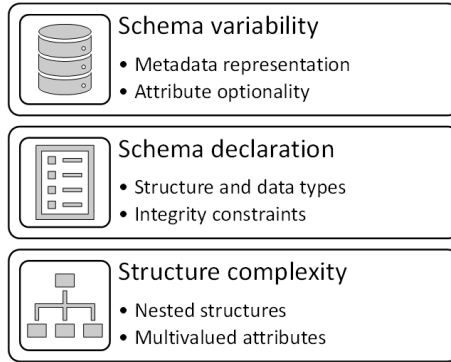 Schema variability
• Metadata representation
• Attribute optionality
Schema declaration
• Structure and data types
• Integrity constraints
Structure complexity
• Nested structures
• Multivalued attributes